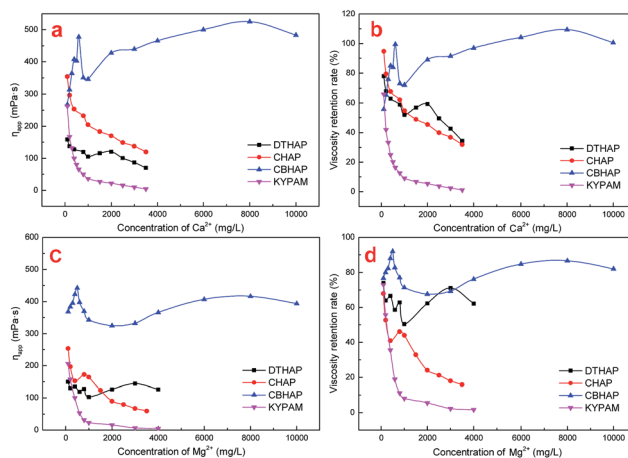 a
500
400
300
200
100
0
η_app (mPa·s)
DTHAP
CHAP
CBHAP
KYPAM
0 2000 4000 6000 8000 10000
Concentration of Ca²⁺ (mg/L)
b
120
100
80
60
40
20
0
Viscosity retention rate (%)
DTHAP
CHAP
CBHAP
KYPAM
0 2000 4000 6000 8000 10000
Concentration of Ca²⁺ (mg/L)
c
600
500
400
300
200
100
0
η_app (mPa·s)
DTHAP
CHAP
CBHAP
KYPAM
0 2000 4000 6000 8000 10000
Concentration of Mg²⁺ (mg/L)
d
100
80
60
40
20
0
Viscosity retention rate (%)
DTHAP
CHAP
CBHAP
KYPAM
0 2000 4000 6000 8000 10000
Concentration of Mg²⁺ (mg/L)